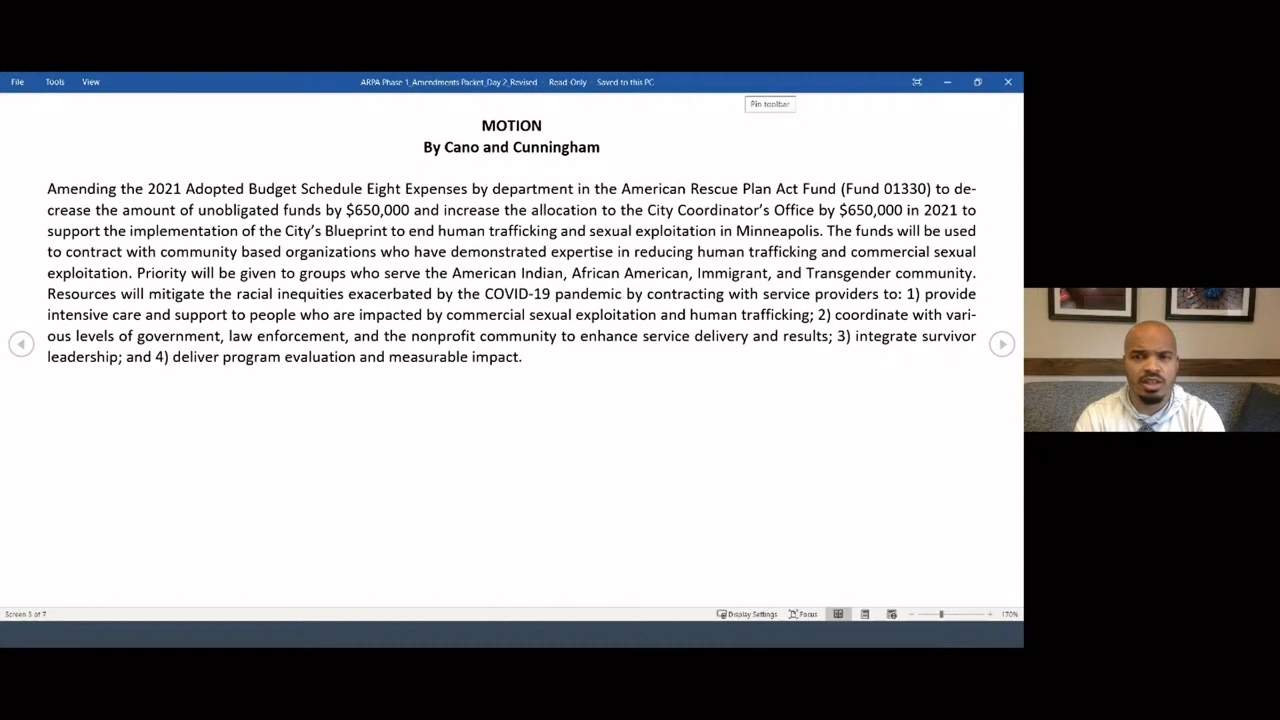 File Tools View ARPA Phase 1_Amendments Packet_Day 2_Revised - Read-Only - Saved to this PC
Pin toolbar
MOTION
By Cano and Cunningham
Amending the 2021 Adopted Budget Schedule Eight Expenses by department in the American Rescue Plan Act Fund (Fund 01330) to de-
crease the amount of unobligated funds by $650,000 and increase the allocation to the City Coordinator's Office by $650,000 in 2021 to
support the implementation of the City's Blueprint to end human trafficking and sexual exploitation in Minneapolis. The funds will be used
to contract with community based organizations who have demonstrated expertise in reducing human trafficking and commercial sexual
exploitation. Priority will be given to groups who serve the American Indian, African American, Immigrant, and Transgender community.
Resources will mitigate the racial inequities exacerbated by the COVID-19 pandemic by contracting with service providers to: 1) provide
intensive care and support to people who are impacted by commercial sexual exploitation and human trafficking; 2) coordinate with vari-
ous levels of government, law enforcement, and the nonprofit community to enhance service delivery and results; 3) integrate survivor
leadership; and 4) deliver program evaluation and measurable impact.
Screen 3 of 7 Display Settings Focus 170%